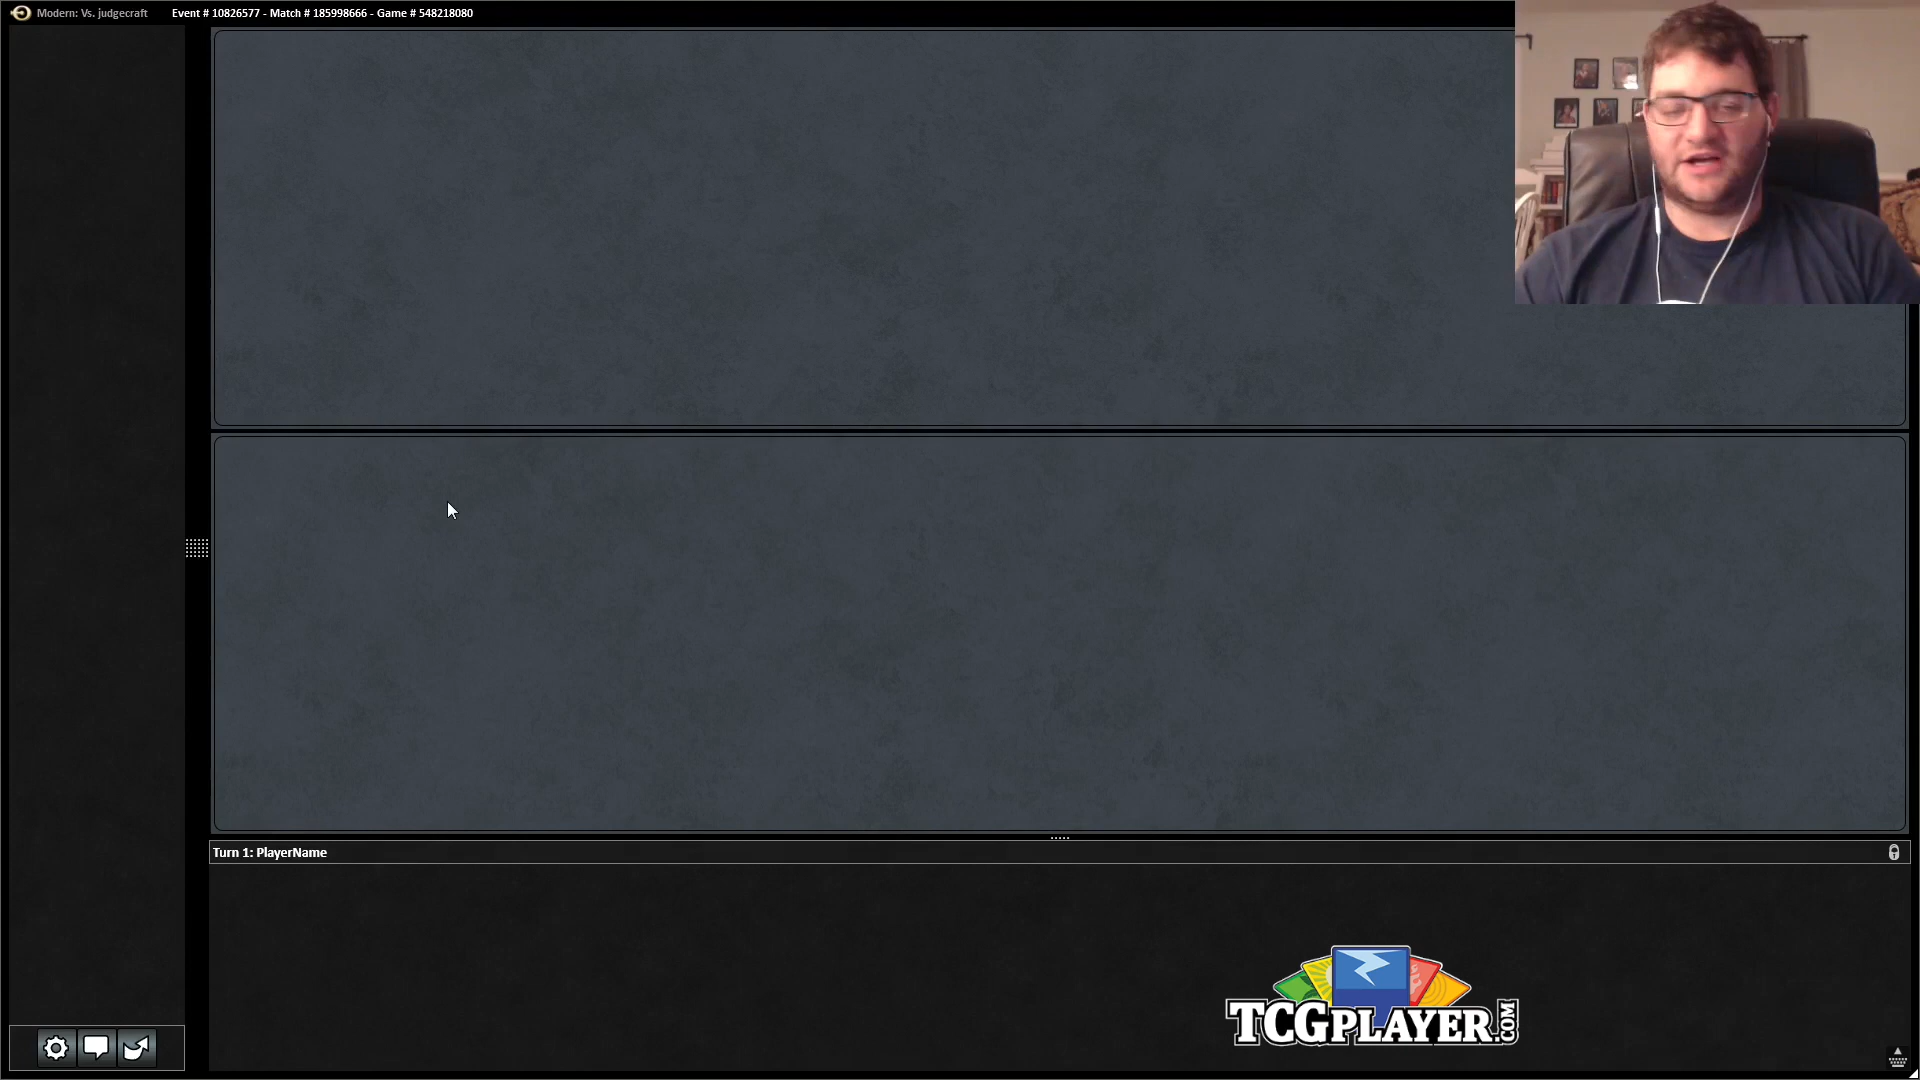 Modern: Vs. judgecraft
Event # 10826577 - Match # 185998666 - Game # 548218080
Turn 1: PlayerName
TCGPLAYER.COM